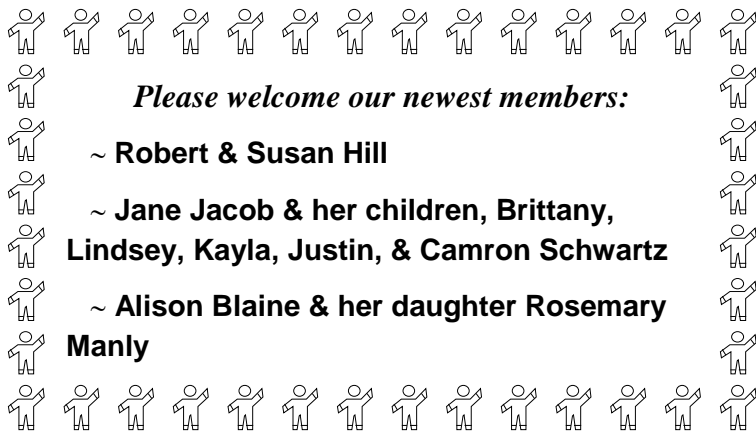 Please welcome our newest members:
~ Robert & Susan Hill
~ Jane Jacob & her children, Brittany,
Lindsey, Kayla, Justin, & Camron Schwartz
~ Alison Blaine & her daughter Rosemary
Manly